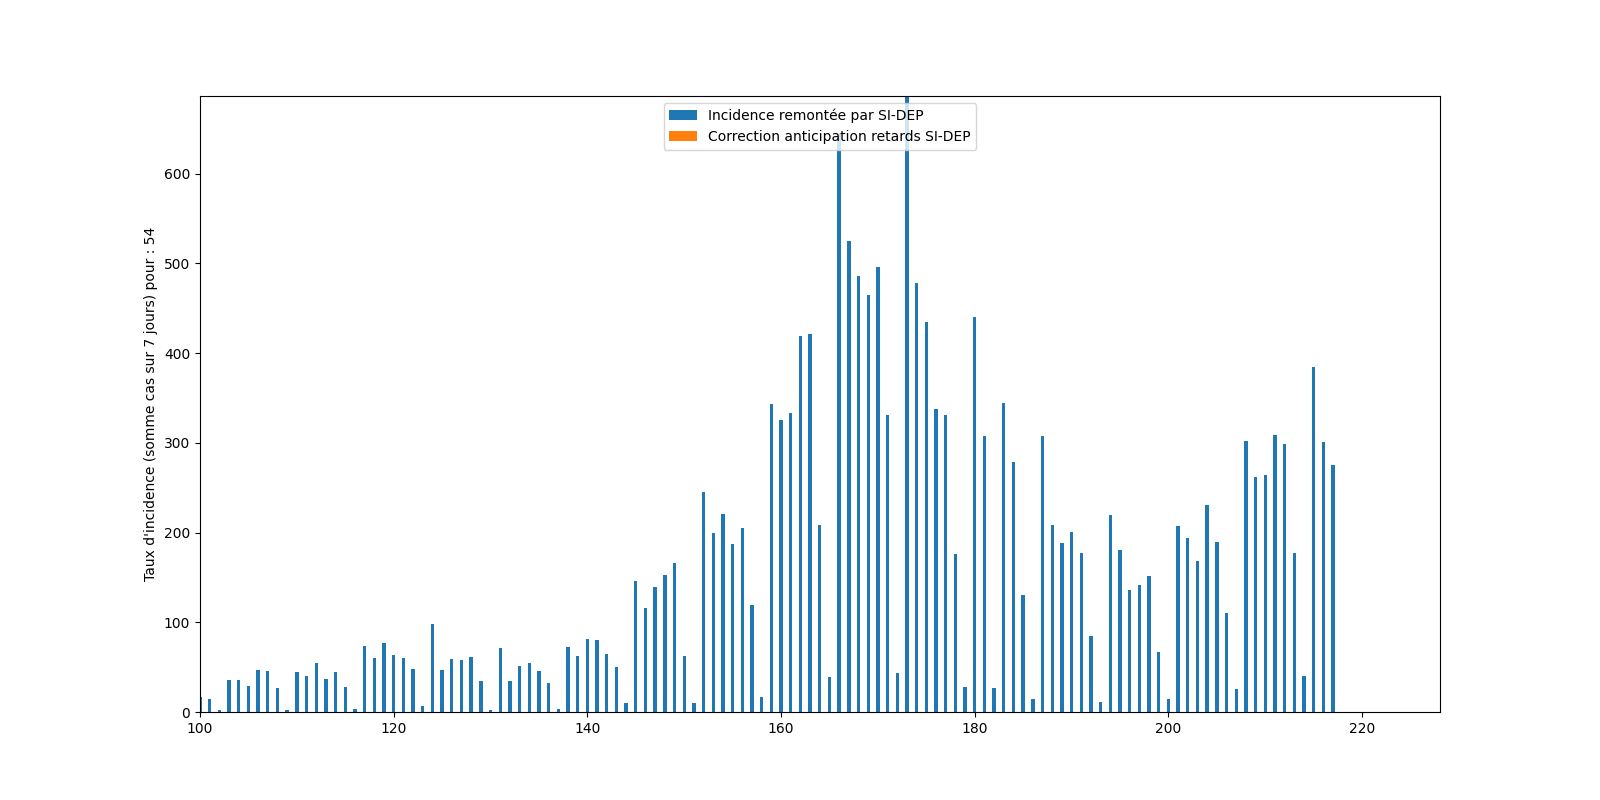 Incidence remontée par SI-DEP
Correction anticipation retards SI-DEP
Taux d'incidence (somme cas sur 7 jours) pour : 54
600
500
400
300
200
100
0
100 120 140 160 180 200 220